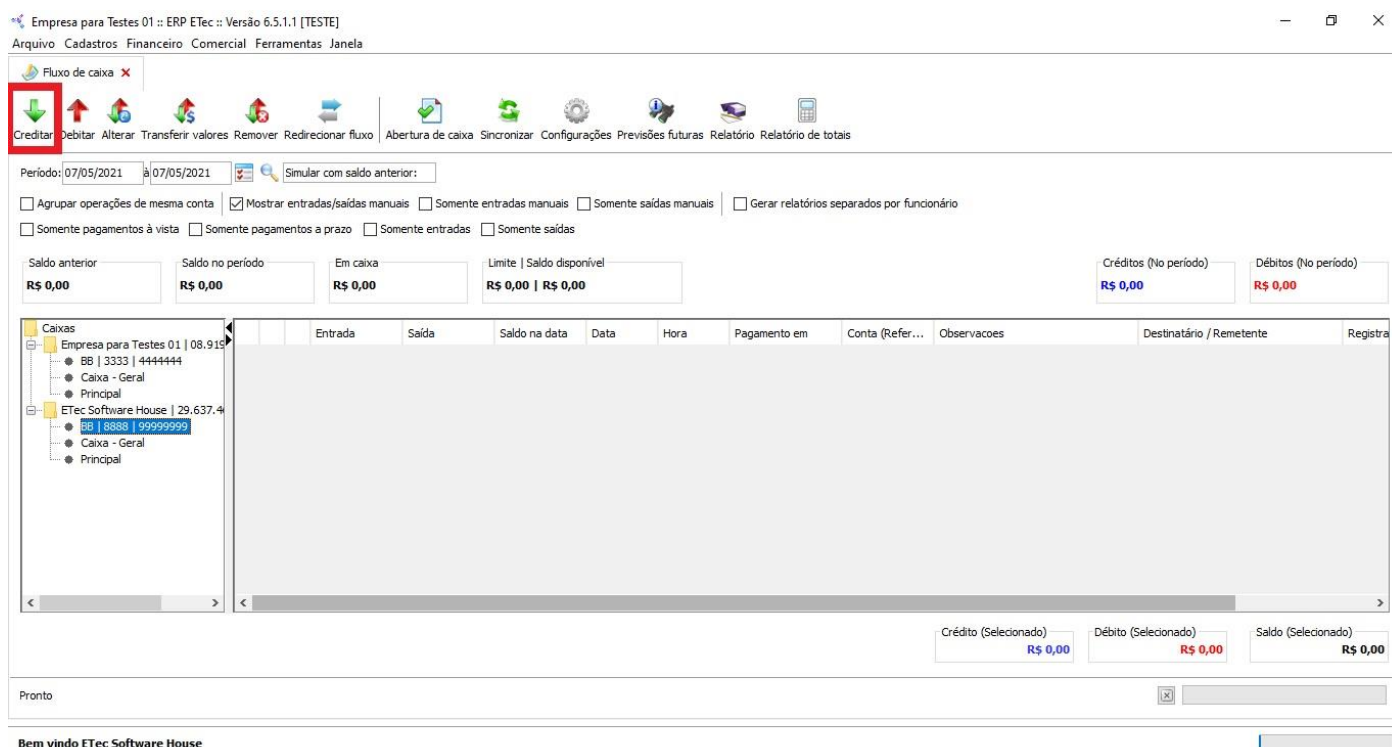 Empresa para Testes 01 :: ERP ETec :: Versão 6.5.1.1 [TESTE]
Arquivo Cadastros Financeiro Comercial Ferramentas Janela
Fluxo de caixa
Creditar Debitar Alterar Transferir valores Remover Redirecionar fluxo Abertura de caixa Sincronizar Configurações Previsões futuras Relatório Relatório de totais
Período: 07/05/2021 à 07/05/2021 Simular com saldo anterior:
Agrupar operações de mesma conta Mostrar entradas/saídas manuais Somente entradas manuais Somente saídas manuais Gerar relatórios separados por funcionário
Somente pagamentos à vista Somente pagamentos a prazo Somente entradas Somente saídas
Saldo anterior Saldo no período Em caixa Limite | Saldo disponível Créditos (No período) Débitos (No período)
R$ 0,00 R$ 0,00 R$ 0,00 R$ 0,00 | R$ 0,00 R$ 0,00 R$ 0,00
Caixas Entrada Saída Saldo na data Data Hora Pagamento em Conta (Refer... Observacoes Destinatário / Remetente Registra
Empresa para Testes 01 | 08.919
BB | 3333 | 4444444
Caixa - Geral
Principal
ETec Software House | 29.637.4
BB | 8888 | 99999999
Caixa - Geral
Principal
Crédito (Selecionado) Débito (Selecionado) Saldo (Selecionado)
R$ 0,00 R$ 0,00 R$ 0,00
Pronto
Bem vindo ETec Software House